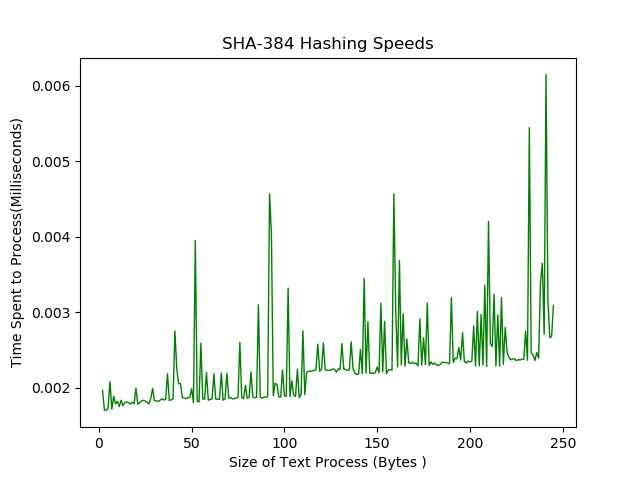 SHA-384 Hashing Speeds
Time Spent to Process(Milliseconds)
0.006
0.005
0.004
0.003
0.002
0 50 100 150 200 250
Size of Text Process (Bytes )